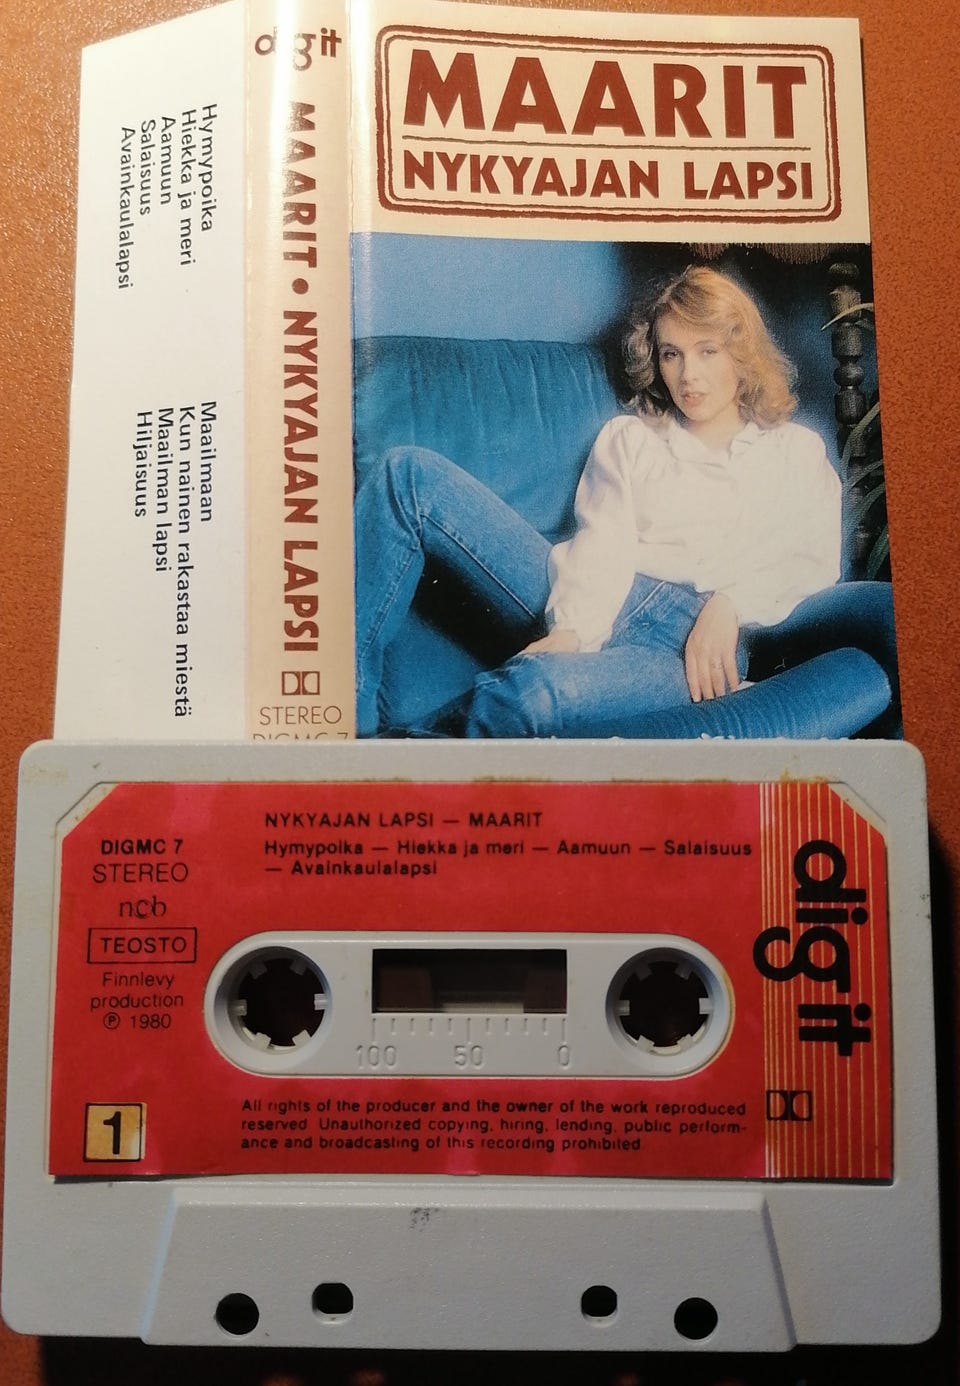 Hymypoika
Hiekka ja meri
Aamuun
Salaisuus
Avainkaulalapsi
Maailmaan
Kun nainen rakastaa miestä
Maailman lapsi
Hiljaisuus
dig it
MAARIT • NYKYAJAN LAPSI
STEREO
DIGMC 7
MAARIT
NYKYAJAN LAPSI
NYKYAJAN LAPSI — MAARIT
Hymypoika — Hiekka ja meri — Aamuun — Salaisuus
— Avainkaulalapsi
DIGMC 7
STEREO
ncb
TEOSTO
Finnlevy
production
℗ 1980
1
100 50 0
All rights of the producer and the owner of the work reproduced
reserved. Unauthorized copying, hiring, lending, public perform-
ance and broadcasting of this recording prohibited.
dig it